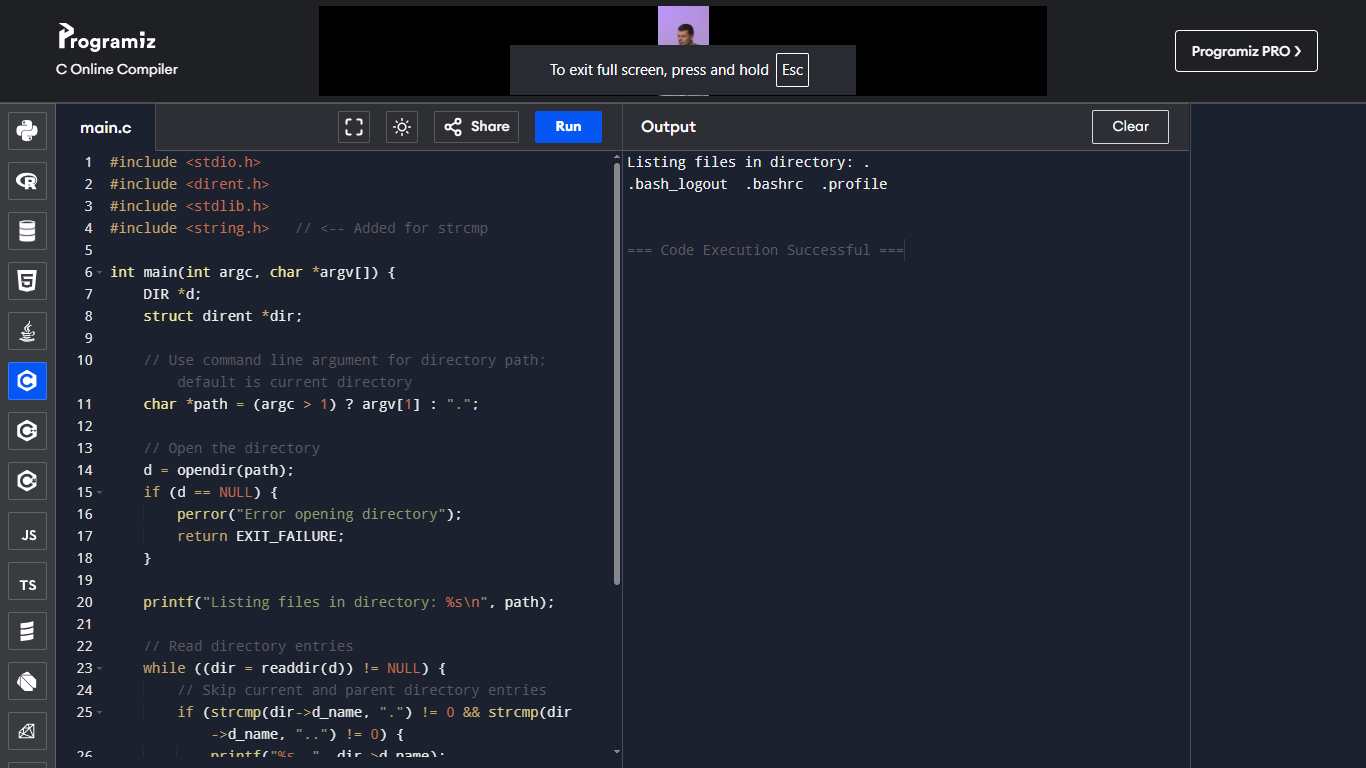 Programiz
C Online Compiler
To exit full screen, press and hold Esc
Programiz PRO ❯
main.c
Share
Run
Output
Clear
1 #include <stdio.h>
2 #include <dirent.h>
3 #include <stdlib.h>
4 #include <string.h>   // <-- Added for strcmp
5
6 int main(int argc, char *argv[]) {
7     DIR *d;
8     struct dirent *dir;
9
10     // Use command line argument for directory path;
default is current directory
11     char *path = (argc > 1) ? argv[1] : ".";
12
13     // Open the directory
14     d = opendir(path);
15     if (d == NULL) {
16         perror("Error opening directory");
17         return EXIT_FAILURE;
18     }
19
20     printf("Listing files in directory: %s\n", path);
21
22     // Read directory entries
23     while ((dir = readdir(d)) != NULL) {
24         // Skip current and parent directory entries
25         if (strcmp(dir->d_name, ".") != 0 && strcmp(dir
->d_name, "..") != 0) {
26             printf("%s  ", dir->d_name);
Listing files in directory: .
.bash_logout  .bashrc  .profile
=== Code Execution Successful ===
JS
TS